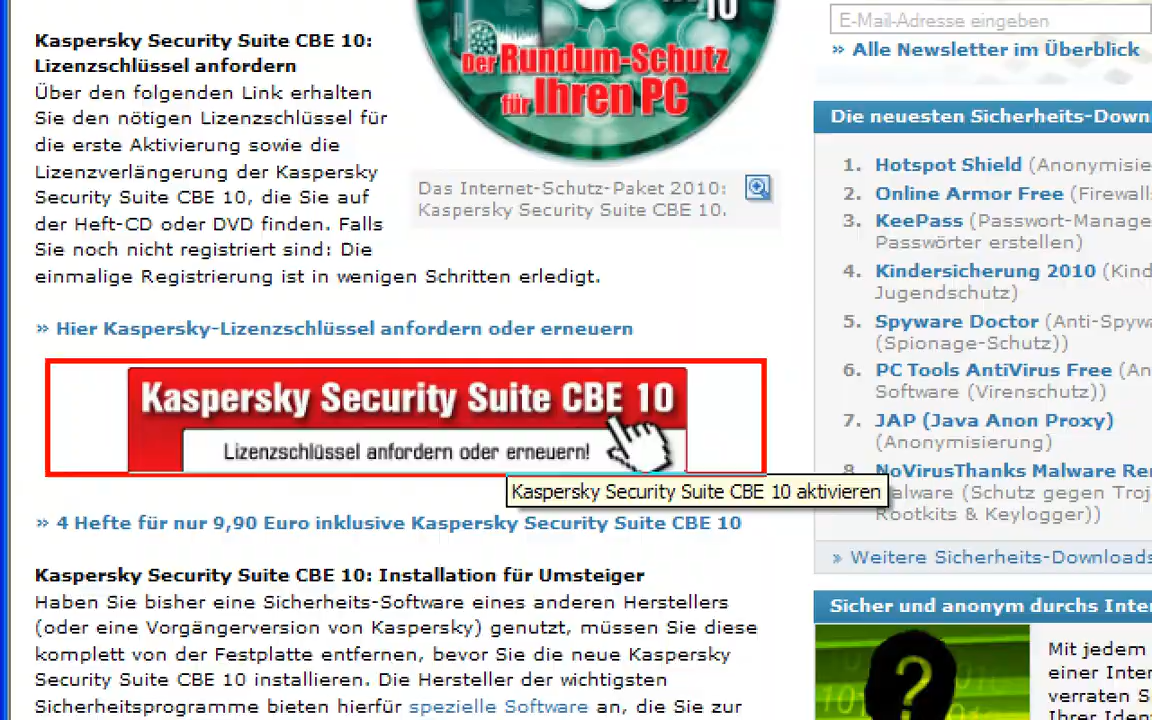 10
Der Rundum-Schutz
für Ihren PC
Kaspersky Security Suite CBE 10:
Lizenzschlüssel anfordern
Über den folgenden Link erhalten
Sie den nötigen Lizenzschlüssel für
die erste Aktivierung sowie die
Lizenzverlängerung der Kaspersky
Security Suite CBE 10, die Sie auf
der Heft-CD oder DVD finden. Falls
Sie noch nicht registriert sind: Die
einmalige Registrierung ist in wenigen Schritten erledigt.
Das Internet-Schutz-Paket 2010:
Kaspersky Security Suite CBE 10.
» Hier Kaspersky-Lizenzschlüssel anfordern oder erneuern
Kaspersky Security Suite CBE 10
Lizenzschlüssel anfordern oder erneuern!
Kaspersky Security Suite CBE 10 aktivieren
» 4 Hefte für nur 9,90 Euro inklusive Kaspersky Security Suite CBE 10
Kaspersky Security Suite CBE 10: Installation für Umsteiger
Haben Sie bisher eine Sicherheits-Software eines anderen Herstellers
(oder eine Vorgängerversion von Kaspersky) genutzt, müssen Sie diese
komplett von der Festplatte entfernen, bevor Sie die neue Kaspersky
Security Suite CBE 10 installieren. Die Hersteller der wichtigsten
Sicherheitsprogramme bieten hierfür spezielle Software an, die Sie zur
E-Mail-Adresse eingeben
» Alle Newsletter im Überblick
Die neuesten Sicherheits-Down
1. Hotspot Shield (Anonymisie
2. Online Armor Free (Firewall
3. KeePass (Passwort-Manage
Passwörter erstellen)
4. Kindersicherung 2010 (Kind
Jugendschutz)
5. Spyware Doctor (Anti-Spyw
(Spionage-Schutz))
6. PC Tools AntiVirus Free (An
Software (Virenschutz))
7. JAP (Java Anon Proxy)
(Anonymisierung)
8. NoVirusThanks Malware Re
alware (Schutz gegen Troj
Rootkits & Keylogger))
» Weitere Sicherheits-Downloads
Sicher und anonym durchs Inter
Mit jedem
einer Inter
verraten S
Ihrer Iden